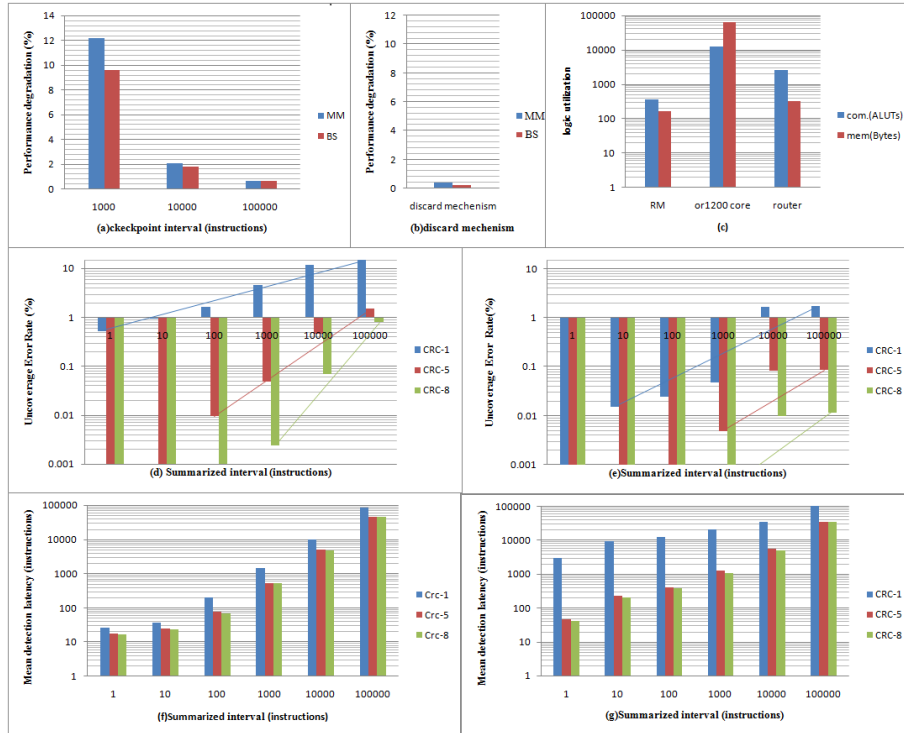 Performance degradation (%)
14
12
10
8
6
4
2
0
1000
10000
100000
MM
BS
(a)ckeckpoint interval (instructions)
Performance degradation (%)
12
10
8
6
4
2
0
discard mechenism
MM
BS
(b)discard mechenism
logic utilization
100000
10000
1000
100
10
1
RM
or1200 core
router
com.(ALUTs)
mem(Bytes)
(c)
Uncoverage Error Rate (%)
10
1
0.1
0.01
0.001
1
10
100
1000
10000
100000
CRC-1
CRC-5
CRC-8
(d) Summarized interval (instructions)
Uncoverage Error Rate(%)
10
1
0.1
0.01
0.001
1
10
100
1000
10000
100000
CRC-1
CRC-5
CRC-8
(e)Summarized interval (instructions)
Mean detection latency (instructions)
100000
10000
1000
100
10
1
1
10
100
1000
10000
100000
Crc-1
Crc-5
Crc-8
(f)Summarized interval (instructions)
Mean detection latency (instructions)
100000
10000
1000
100
10
1
1
10
100
1000
10000
100000
CRC-1
CRC-5
CRC-8
(g)Summarized interval (instructions)